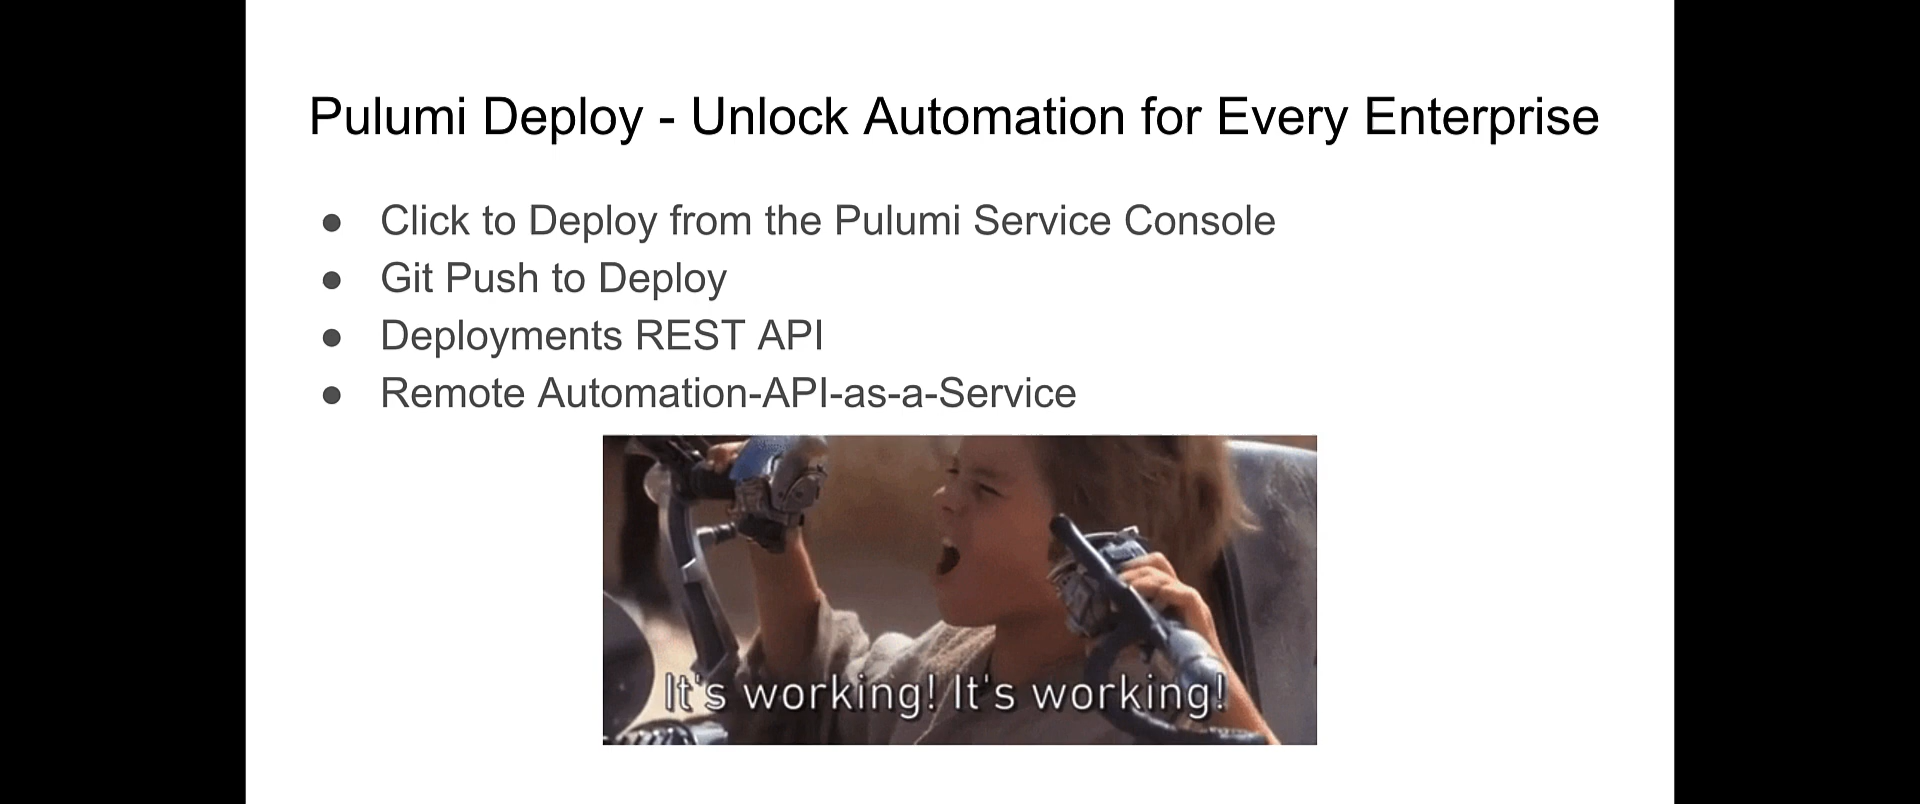 Pulumi Deploy - Unlock Automation for Every Enterprise
● Click to Deploy from the Pulumi Service Console
● Git Push to Deploy
● Deployments REST API
● Remote Automation-API-as-a-Service
It's working! It's working!